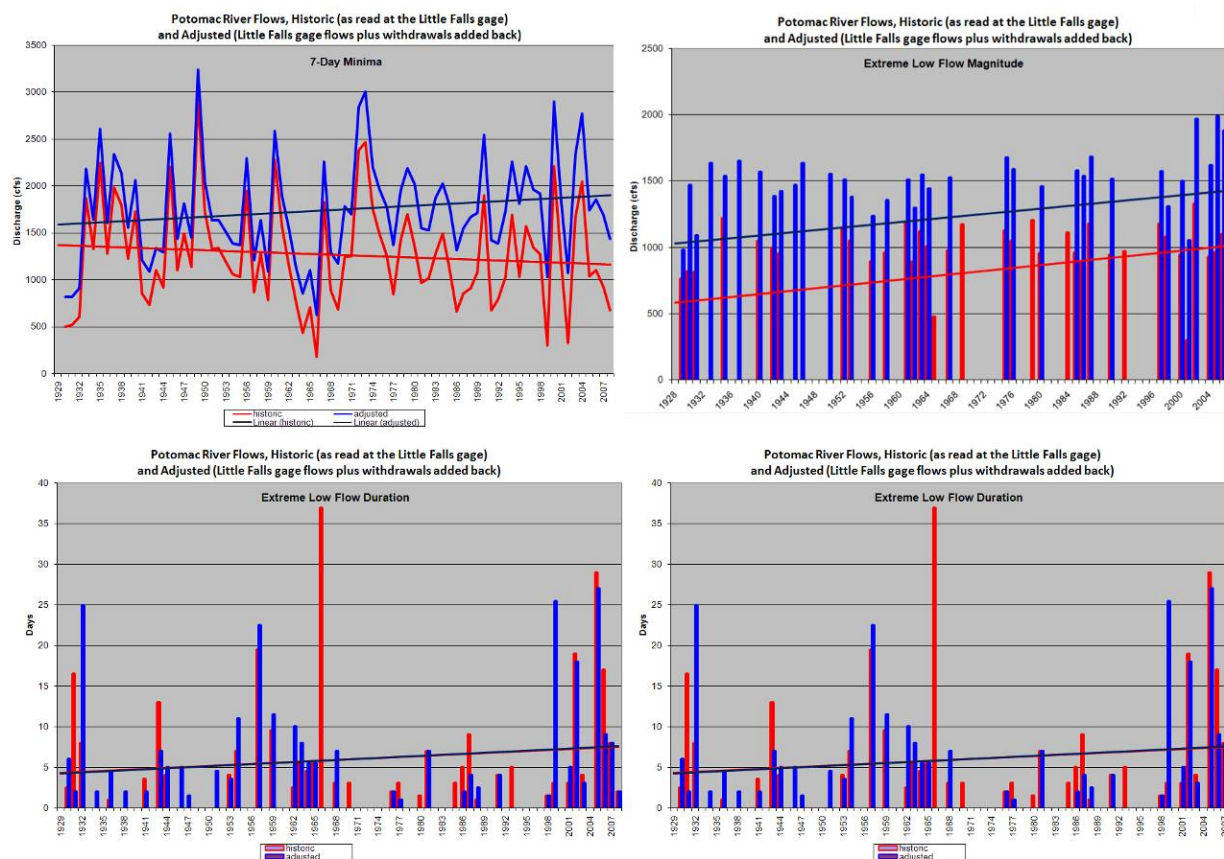 Potomac River Flows, Historic (as read at the Little Falls gage)
and Adjusted (Little Falls gage flows plus withdrawals added back)
7-Day Minima
3500
3000
2500
2000
1500
1000
500
0
Discharge (cfs)
1929 1932 1935 1938 1941 1944 1947 1950 1953 1956 1959 1962 1965 1968 1971 1974 1977 1980 1983 1986 1989 1992 1995 1998 2001 2004 2007
historic adjusted
Linear (historic) Linear (adjusted)
Potomac River Flows, Historic (as read at the Little Falls gage)
and Adjusted (Little Falls gage flows plus withdrawals added back)
Extreme Low Flow Magnitude
2500
2000
1500
1000
500
0
Discharge (cfs)
1928 1932 1936 1940 1944 1948 1952 1956 1960 1964 1968 1972 1976 1980 1984 1988 1992 1996 2000 2004
Potomac River Flows, Historic (as read at the Little Falls gage)
and Adjusted (Little Falls gage flows plus withdrawals added back)
Extreme Low Flow Duration
40
35
30
25
20
15
10
5
0
Days
1929 1932 1935 1938 1941 1944 1947 1950 1953 1956 1959 1962 1965 1968 1971 1974 1977 1980 1983 1986 1989 1992 1995 1998 2001 2004 2007
historic
adjusted
Potomac River Flows, Historic (as read at the Little Falls gage)
and Adjusted (Little Falls gage flows plus withdrawals added back)
Extreme Low Flow Duration
40
35
30
25
20
15
10
5
0
Days
1929 1932 1935 1938 1941 1944 1947 1950 1953 1956 1959 1962 1965 1968 1971 1974 1977 1980 1983 1986 1989 1992 1995 1998 2001 2004 2007
historic
adjusted